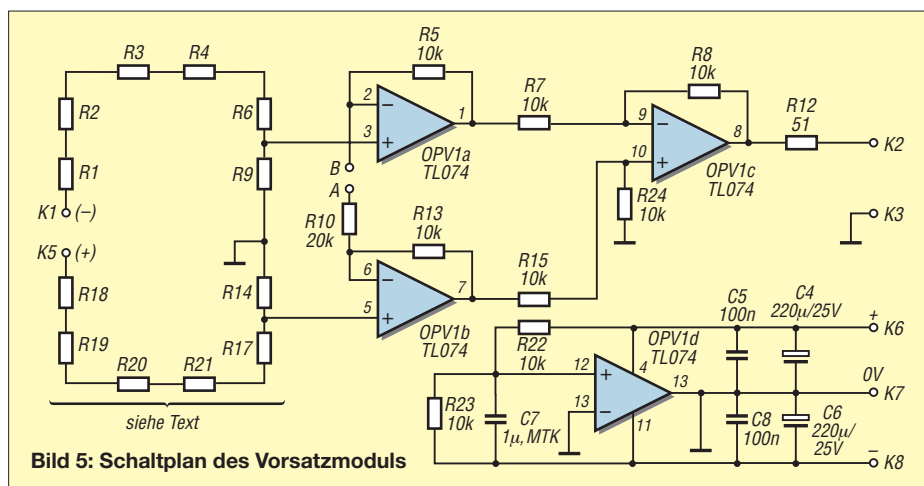 R3
R4
R2
R1
K1 (–)
K5 (+)
R18
R19
R20
R21
R6
R9
R14
R17
siehe Text
R5
10k
2
–
3
+
1
OPV1a
TL074
B
A
R10
20k
R13
10k
6
–
5
+
7
OPV1b
TL074
R7
10k
R15
10k
R8
10k
9
–
10
+
8
OPV1c
TL074
R24
10k
R12
51
K2
K3
R22
10k
R23
10k
C7
1µ, MTK
12
+
13
–
4
11
13
OPV1d
TL074
C5
100n
C4
220µ/25V
C8
100n
C6
220µ/
25V
+
K6
0V
K7
–
K8
Bild 5: Schaltplan des Vorsatzmoduls